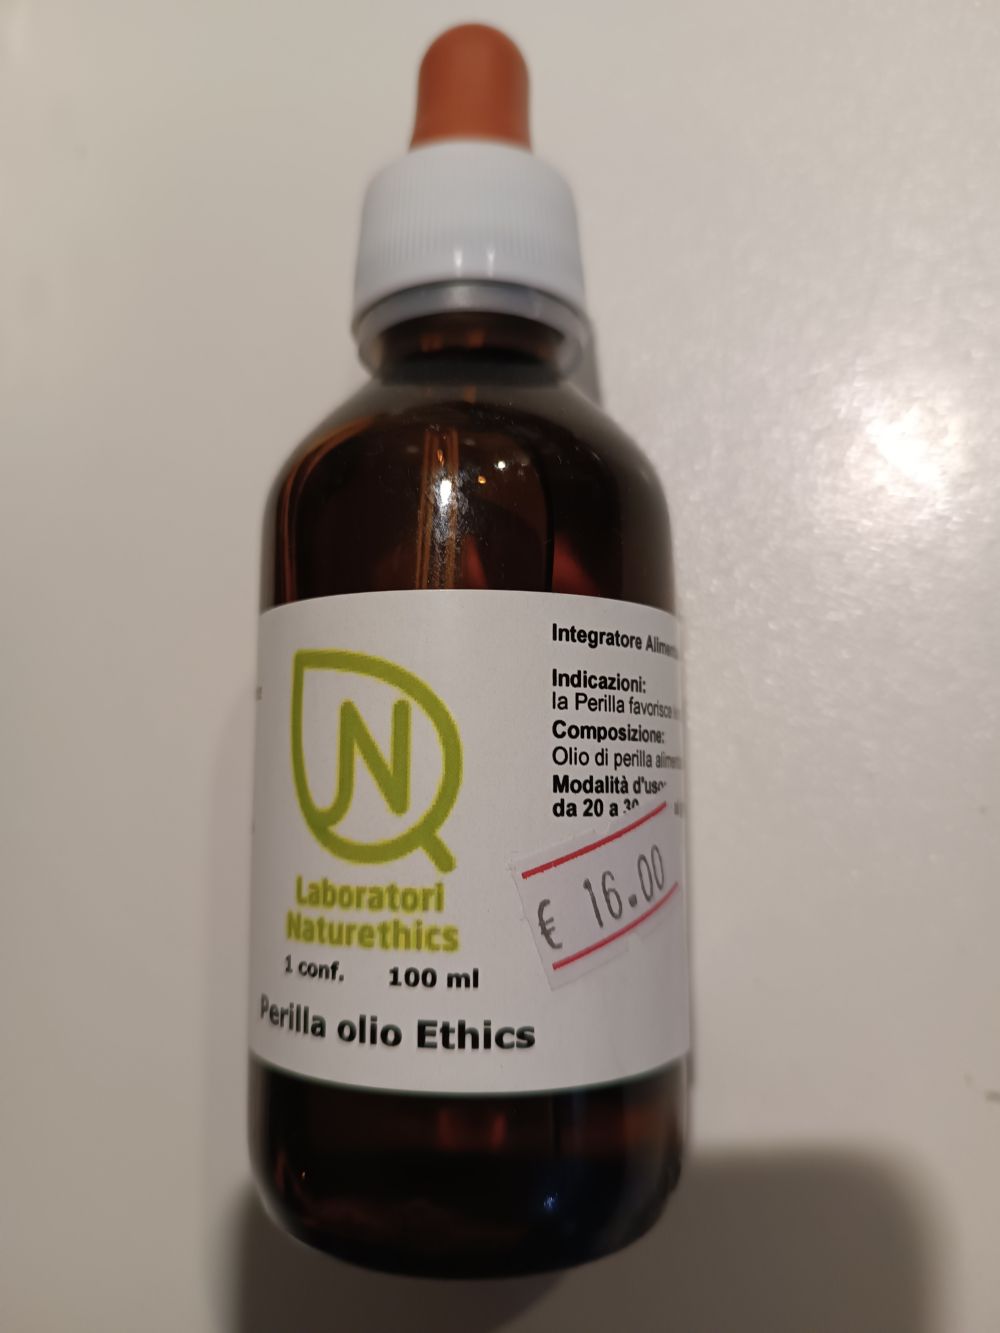 N
Laboratori
Naturethics
1 conf. 100 ml
Perilla olio Ethics
Integratore
Indicazioni:
la Perilla favorisce
Composizione:
Olio di perilla
Modalità d'uso
da 20 a
€ 16.00